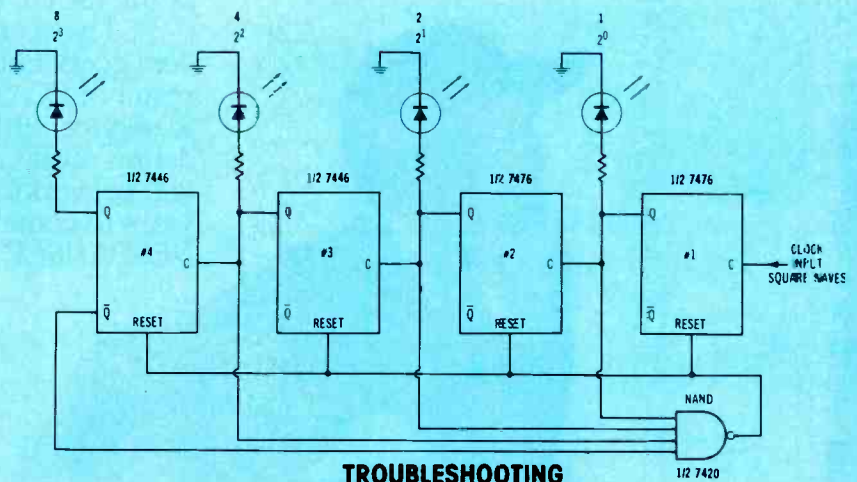 8 4 2 1
2³ 2² 2¹ 2⁰
1/2 7446 1/2 7446 1/2 7476 1/2 7476
Q Q Q Q
#4 #3 #2 #1
C C C C
CLOCK
INPUT
SQUARE WAVES
Q̅ Q̅ Q̅ Q̅
RESET RESET RESET RESET
NAND
1/2 7420
TROUBLESHOOTING